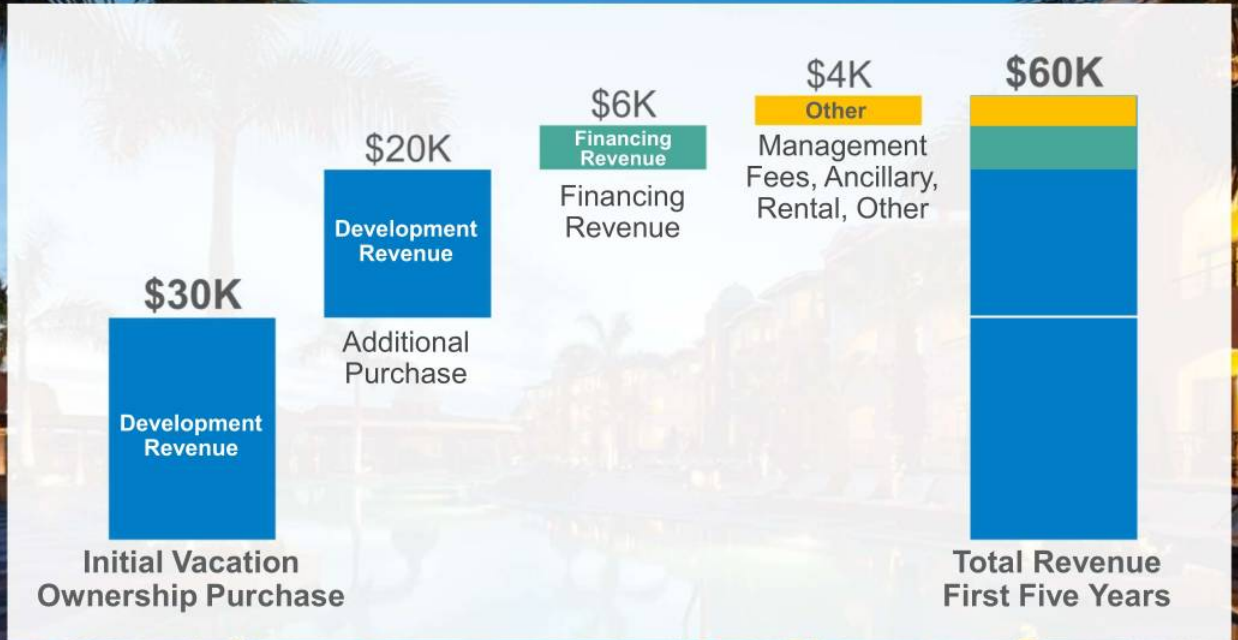 $30K
Development
Revenue
Initial Vacation
Ownership Purchase
$20K
Development
Revenue
Additional
Purchase
$6K
Financing
Revenue
Financing
Revenue
$4K
Other
Management
Fees, Ancillary,
Rental, Other
$60K
Total Revenue
First Five Years